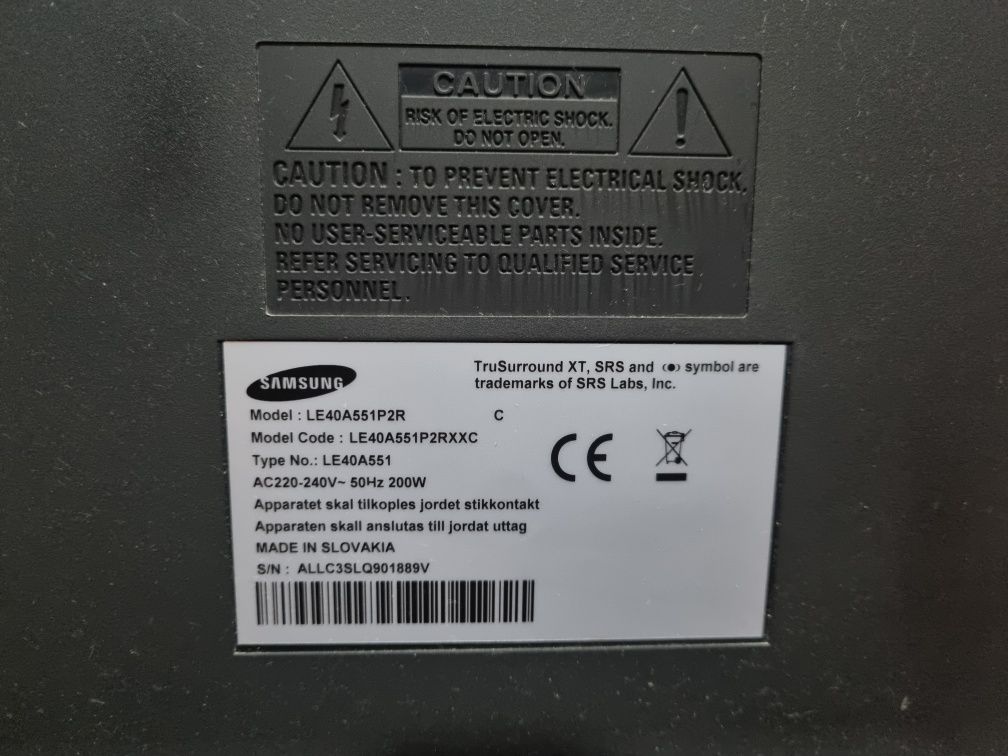 CAUTION
RISK OF ELECTRIC SHOCK.
DO NOT OPEN.
CAUTION : TO PREVENT ELECTRICAL SHOCK,
DO NOT REMOVE THIS COVER.
NO USER-SERVICEABLE PARTS INSIDE.
REFER SERVICING TO QUALIFIED SERVICE
PERSONNEL.
SAMSUNG
TruSurround XT, SRS and (●) symbol are
trademarks of SRS Labs, Inc.
Model : LE40A551P2R C
Model Code : LE40A551P2RXXC
Type No.: LE40A551
AC220-240V~ 50Hz 200W
Apparatet skal tilkoples jordet stikkontakt
Apparaten skall anslutas till jordat uttag
MADE IN SLOVAKIA
S/N : ALLC3SLQ901889V
CE